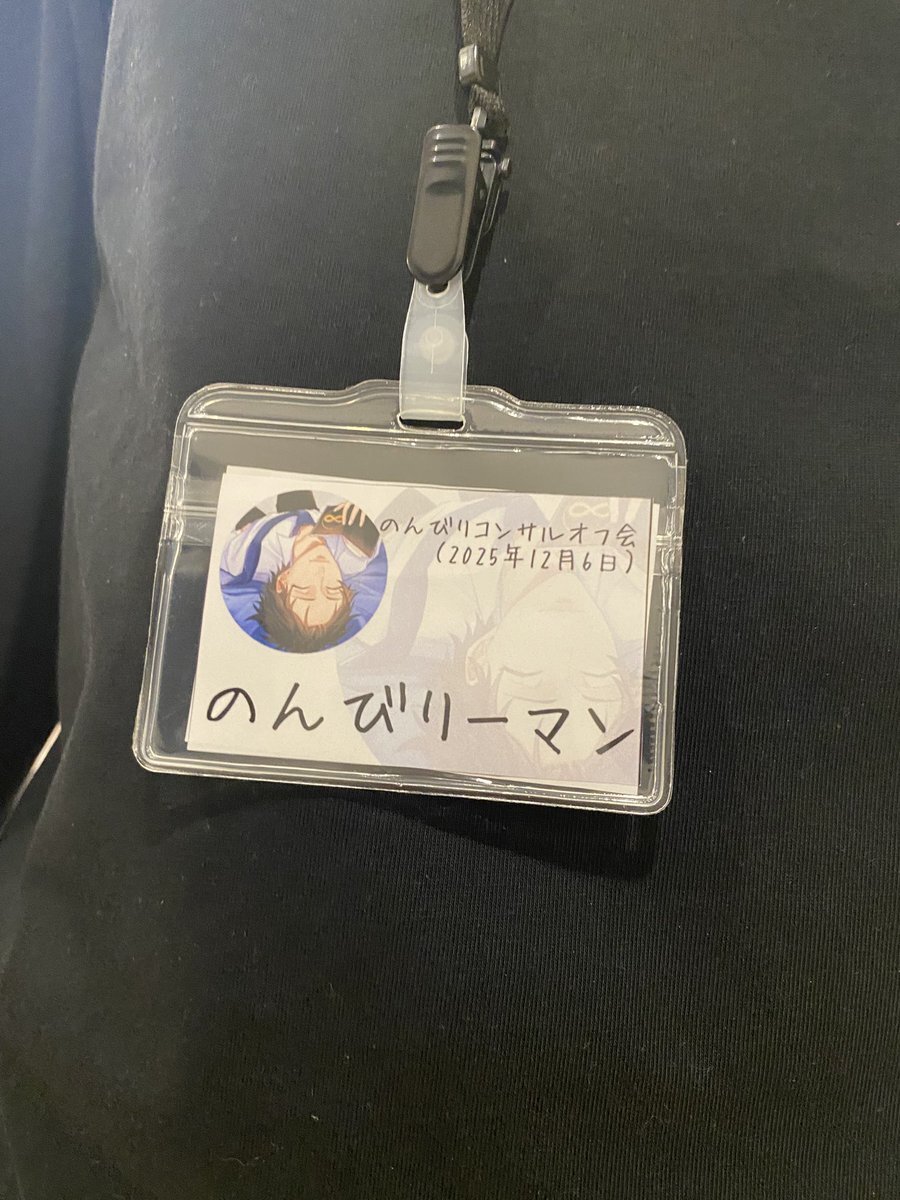 のんびりコンサルオフ会
(2025年12月6日)
のんびリーマン